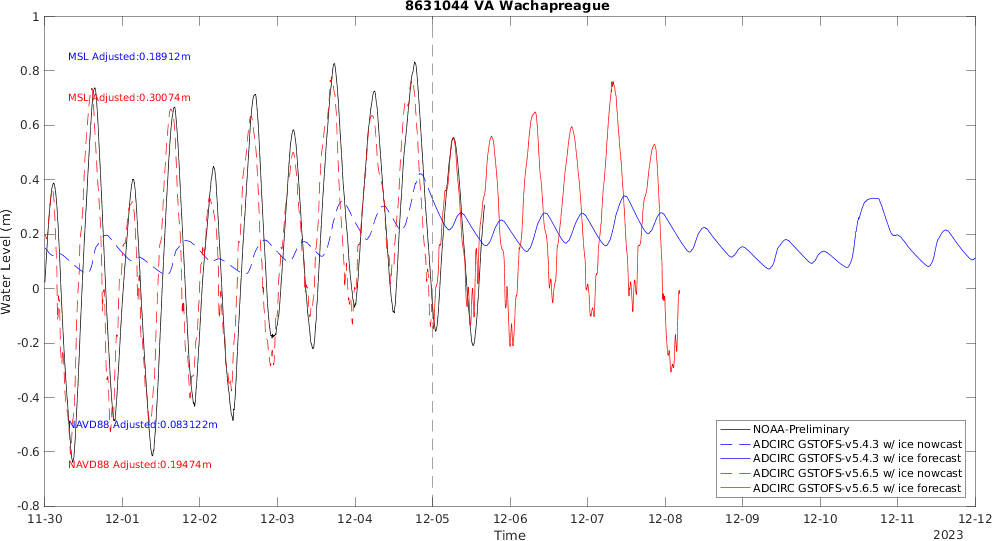 8631044 VA Wachapreague
1
0.8
0.6
0.4
0.2
0
-0.2
-0.4
-0.6
-0.8
Water Level (m)
MSL Adjusted:0.18912m
MSL Adjusted:0.30074m
NAVD88 Adjusted:0.083122m
NAVD88 Adjusted:0.19474m
NOAA-Preliminary
ADCIRC GSTOFS-v5.4.3 w/ ice nowcast
ADCIRC GSTOFS-v5.4.3 w/ ice forecast
ADCIRC GSTOFS-v5.6.5 w/ ice nowcast
ADCIRC GSTOFS-v5.6.5 w/ ice forecast
11-30 12-01 12-02 12-03 12-04 12-05 12-06 12-07 12-08 12-09 12-10 12-11 12-12
Time
2023